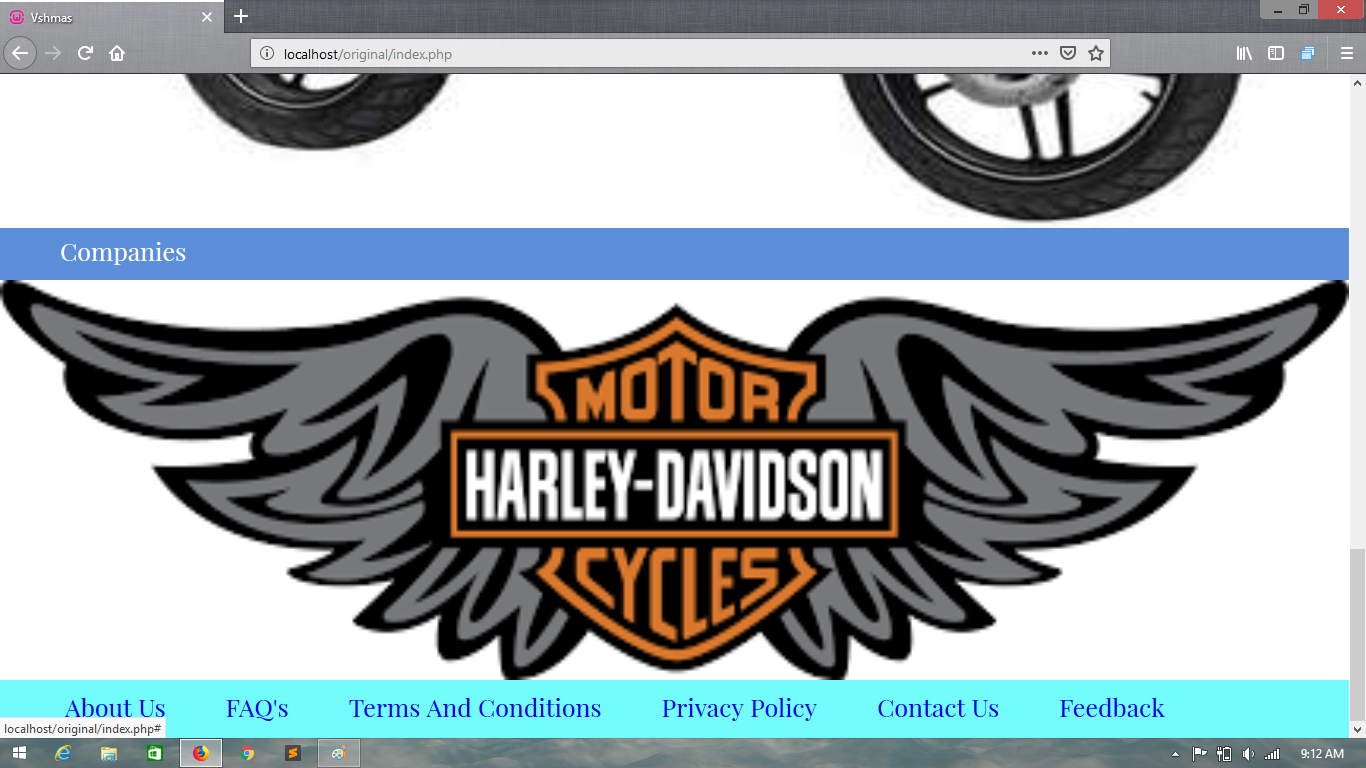 Vshmas
localhost/original/index.php
Companies
MOTOR
HARLEY-DAVIDSON
CYCLES
About Us FAQ's Terms And Conditions Privacy Policy Contact Us Feedback
localhost/original/index.php#
9:12 AM